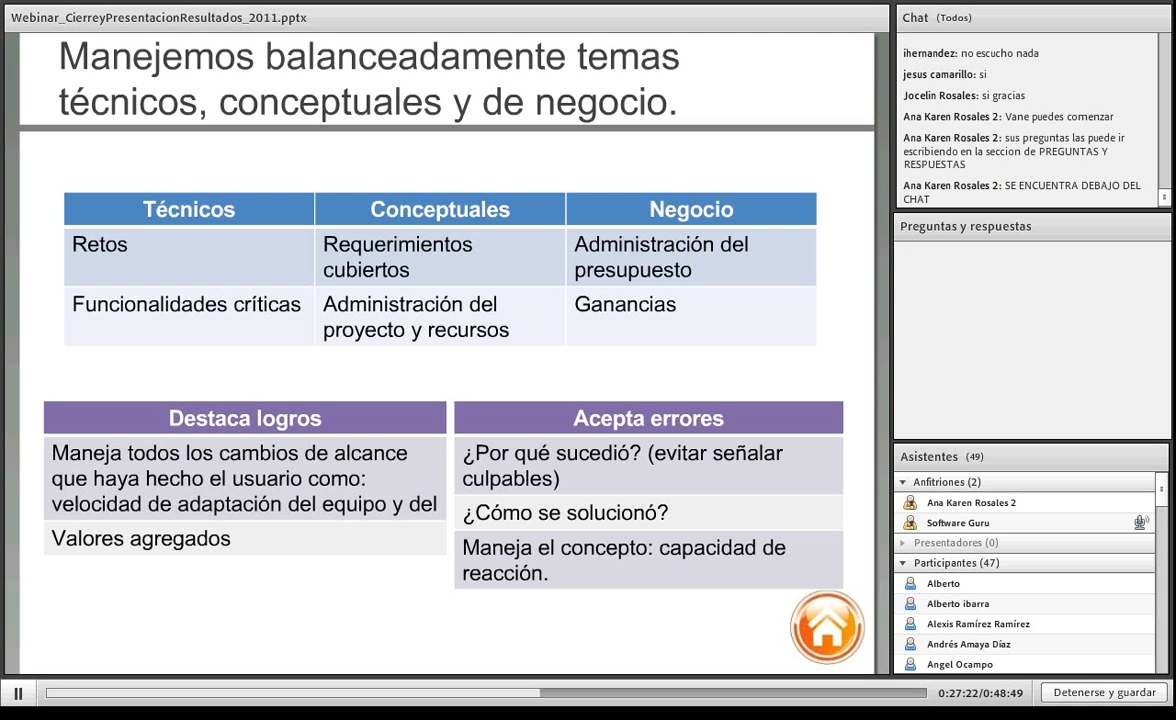 Webinar_CierreyPresentacionResultados_2011.pptx
Manejemos balanceadamente temas
técnicos, conceptuales y de negocio.
Técnicos
Conceptuales
Negocio
Retos
Requerimientos
cubiertos
Administración del
presupuesto
Funcionalidades críticas
Administración del
proyecto y recursos
Ganancias
Destaca logros
Maneja todos los cambios de alcance
que haya hecho el usuario como:
velocidad de adaptación del equipo y del
Valores agregados
Acepta errores
¿Por qué sucedió? (evitar señalar
culpables)
¿Cómo se solucionó?
Maneja el concepto: capacidad de
reacción.
Chat (Todos)
ihernandez: no escucho nada
jesus camarillo: si
Jocelin Rosales: si gracias
Ana Karen Rosales 2: Vane puedes comenzar
Ana Karen Rosales 2: sus preguntas las puede ir
escribiendo en la seccion de PREGUNTAS Y
RESPUESTAS
Ana Karen Rosales 2: SE ENCUENTRA DEBAJO DEL
CHAT
Preguntas y respuestas
Asistentes (49)
Anfitriones (2)
Ana Karen Rosales 2
Software Guru
Presentadores (0)
Participantes (47)
Alberto
Alberto ibarra
Alexis Ramírez Ramírez
Andrés Amaya Díaz
Angel Ocampo
0:27:22/0:48:49
Detenerse y guardar